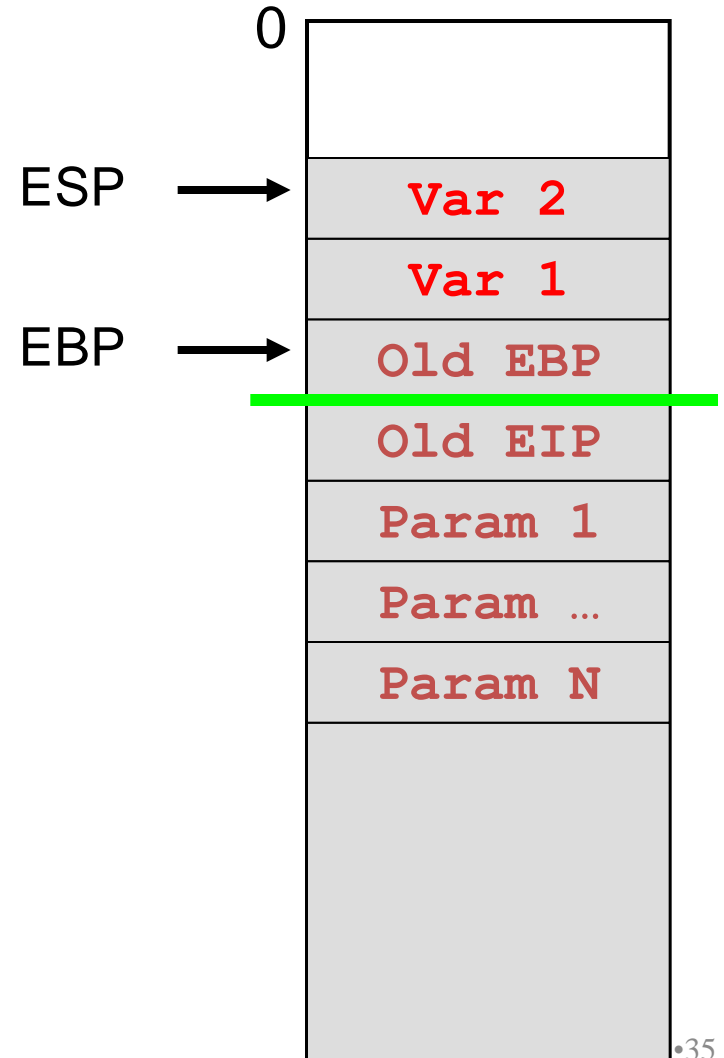 0
ESP
Var 2
Var 1
EBP
Old EBP
Old EIP
Param 1
Param …
Param N
•35